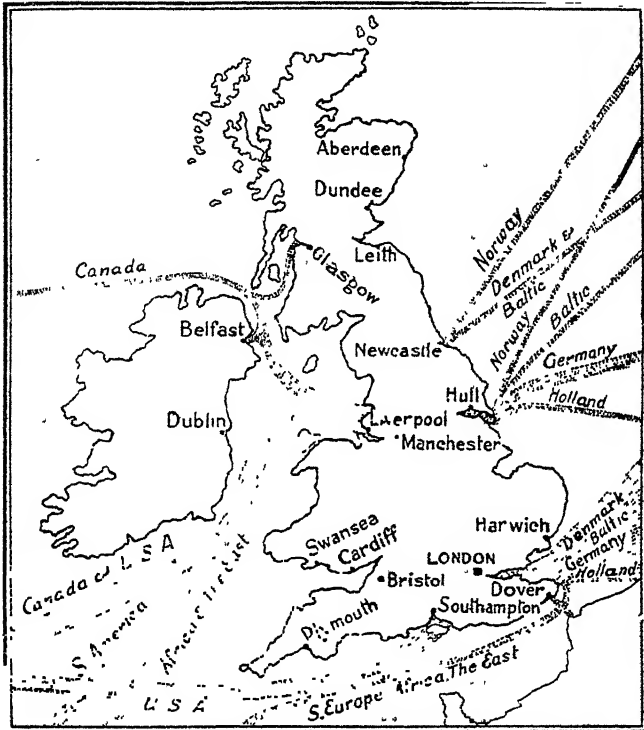 Aberdeen
Dundee
Leith
Glasgow
Canada
Norway
Denmark &
Baltic
Norway
Baltic
Belfast
Newcastle
Germany
Hull
Holland
Dublin
Manchester
Harwich
Denmark
Baltic
Germany
Holland
Swansea
Cardiff
LONDON
Bristol
Dover
Southampton
Canada &
S America
U S A
S. Europe Africa, The East